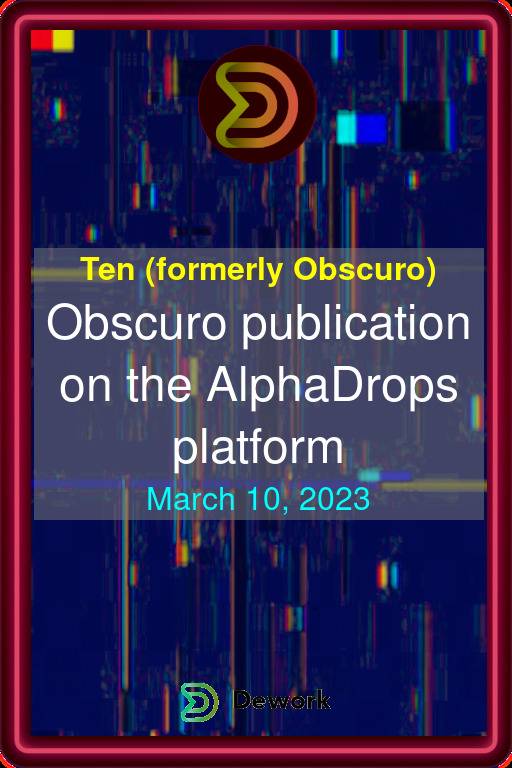 Ten (formerly Obscuro)
Obscuro publication
on the AlphaDrops
platform
March 10, 2023
Dework